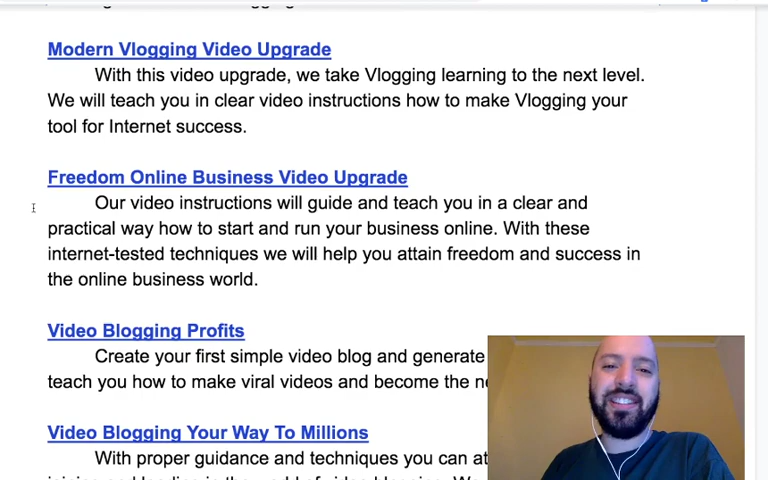 Modern Vlogging Video Upgrade
With this video upgrade, we take Vlogging learning to the next level.
We will teach you in clear video instructions how to make Vlogging your
tool for Internet success.
Freedom Online Business Video Upgrade
Our video instructions will guide and teach you in a clear and
practical way how to start and run your business online. With these
internet-tested techniques we will help you attain freedom and success in
the online business world.
Video Blogging Profits
Create your first simple video blog and generate
teach you how to make viral videos and become the
Video Blogging Your Way To Millions
With proper guidance and techniques you can